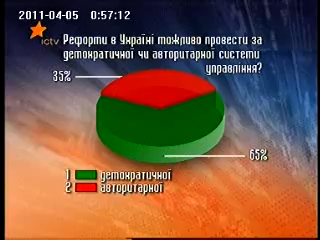 2011-04-05 0:57:12
ictv
Реформи в Україні можливо провести за
демократичної чи авторитарної системи
управління?
35%
65%
1 демократичної
2 авторитарної